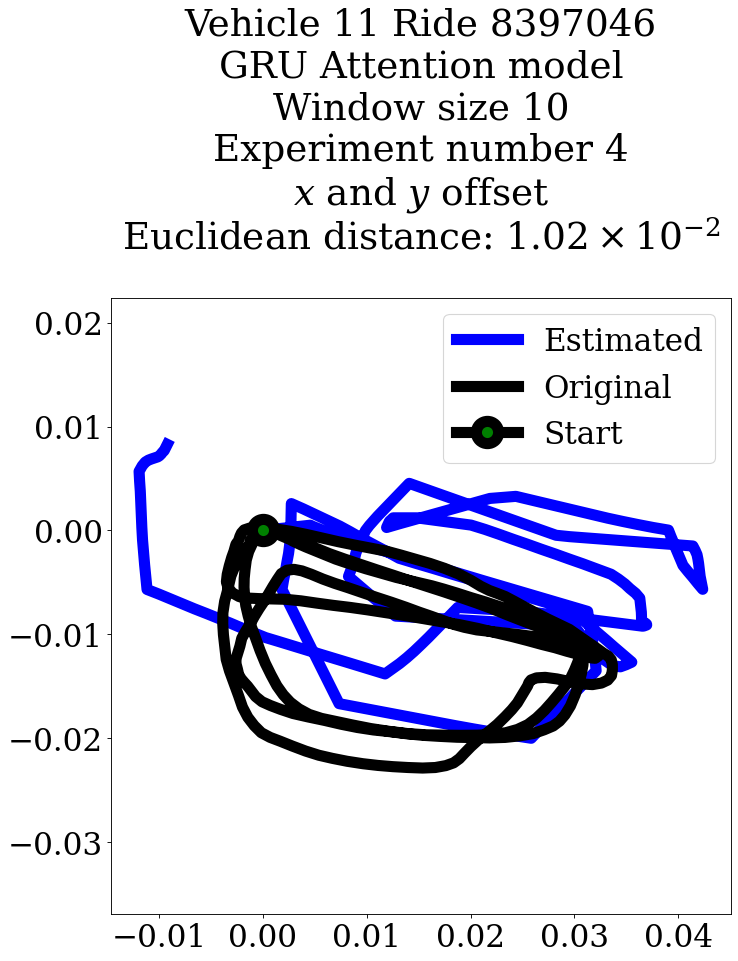 Vehicle 11 Ride 8397046
GRU Attention model
Window size 10
Experiment number 4
x and y offset
Euclidean distance: 1.02 × 10⁻²
Estimated
Original
Start
0.02
0.01
0.00
−0.01
−0.02
−0.03
−0.01 0.00 0.01 0.02 0.03 0.04